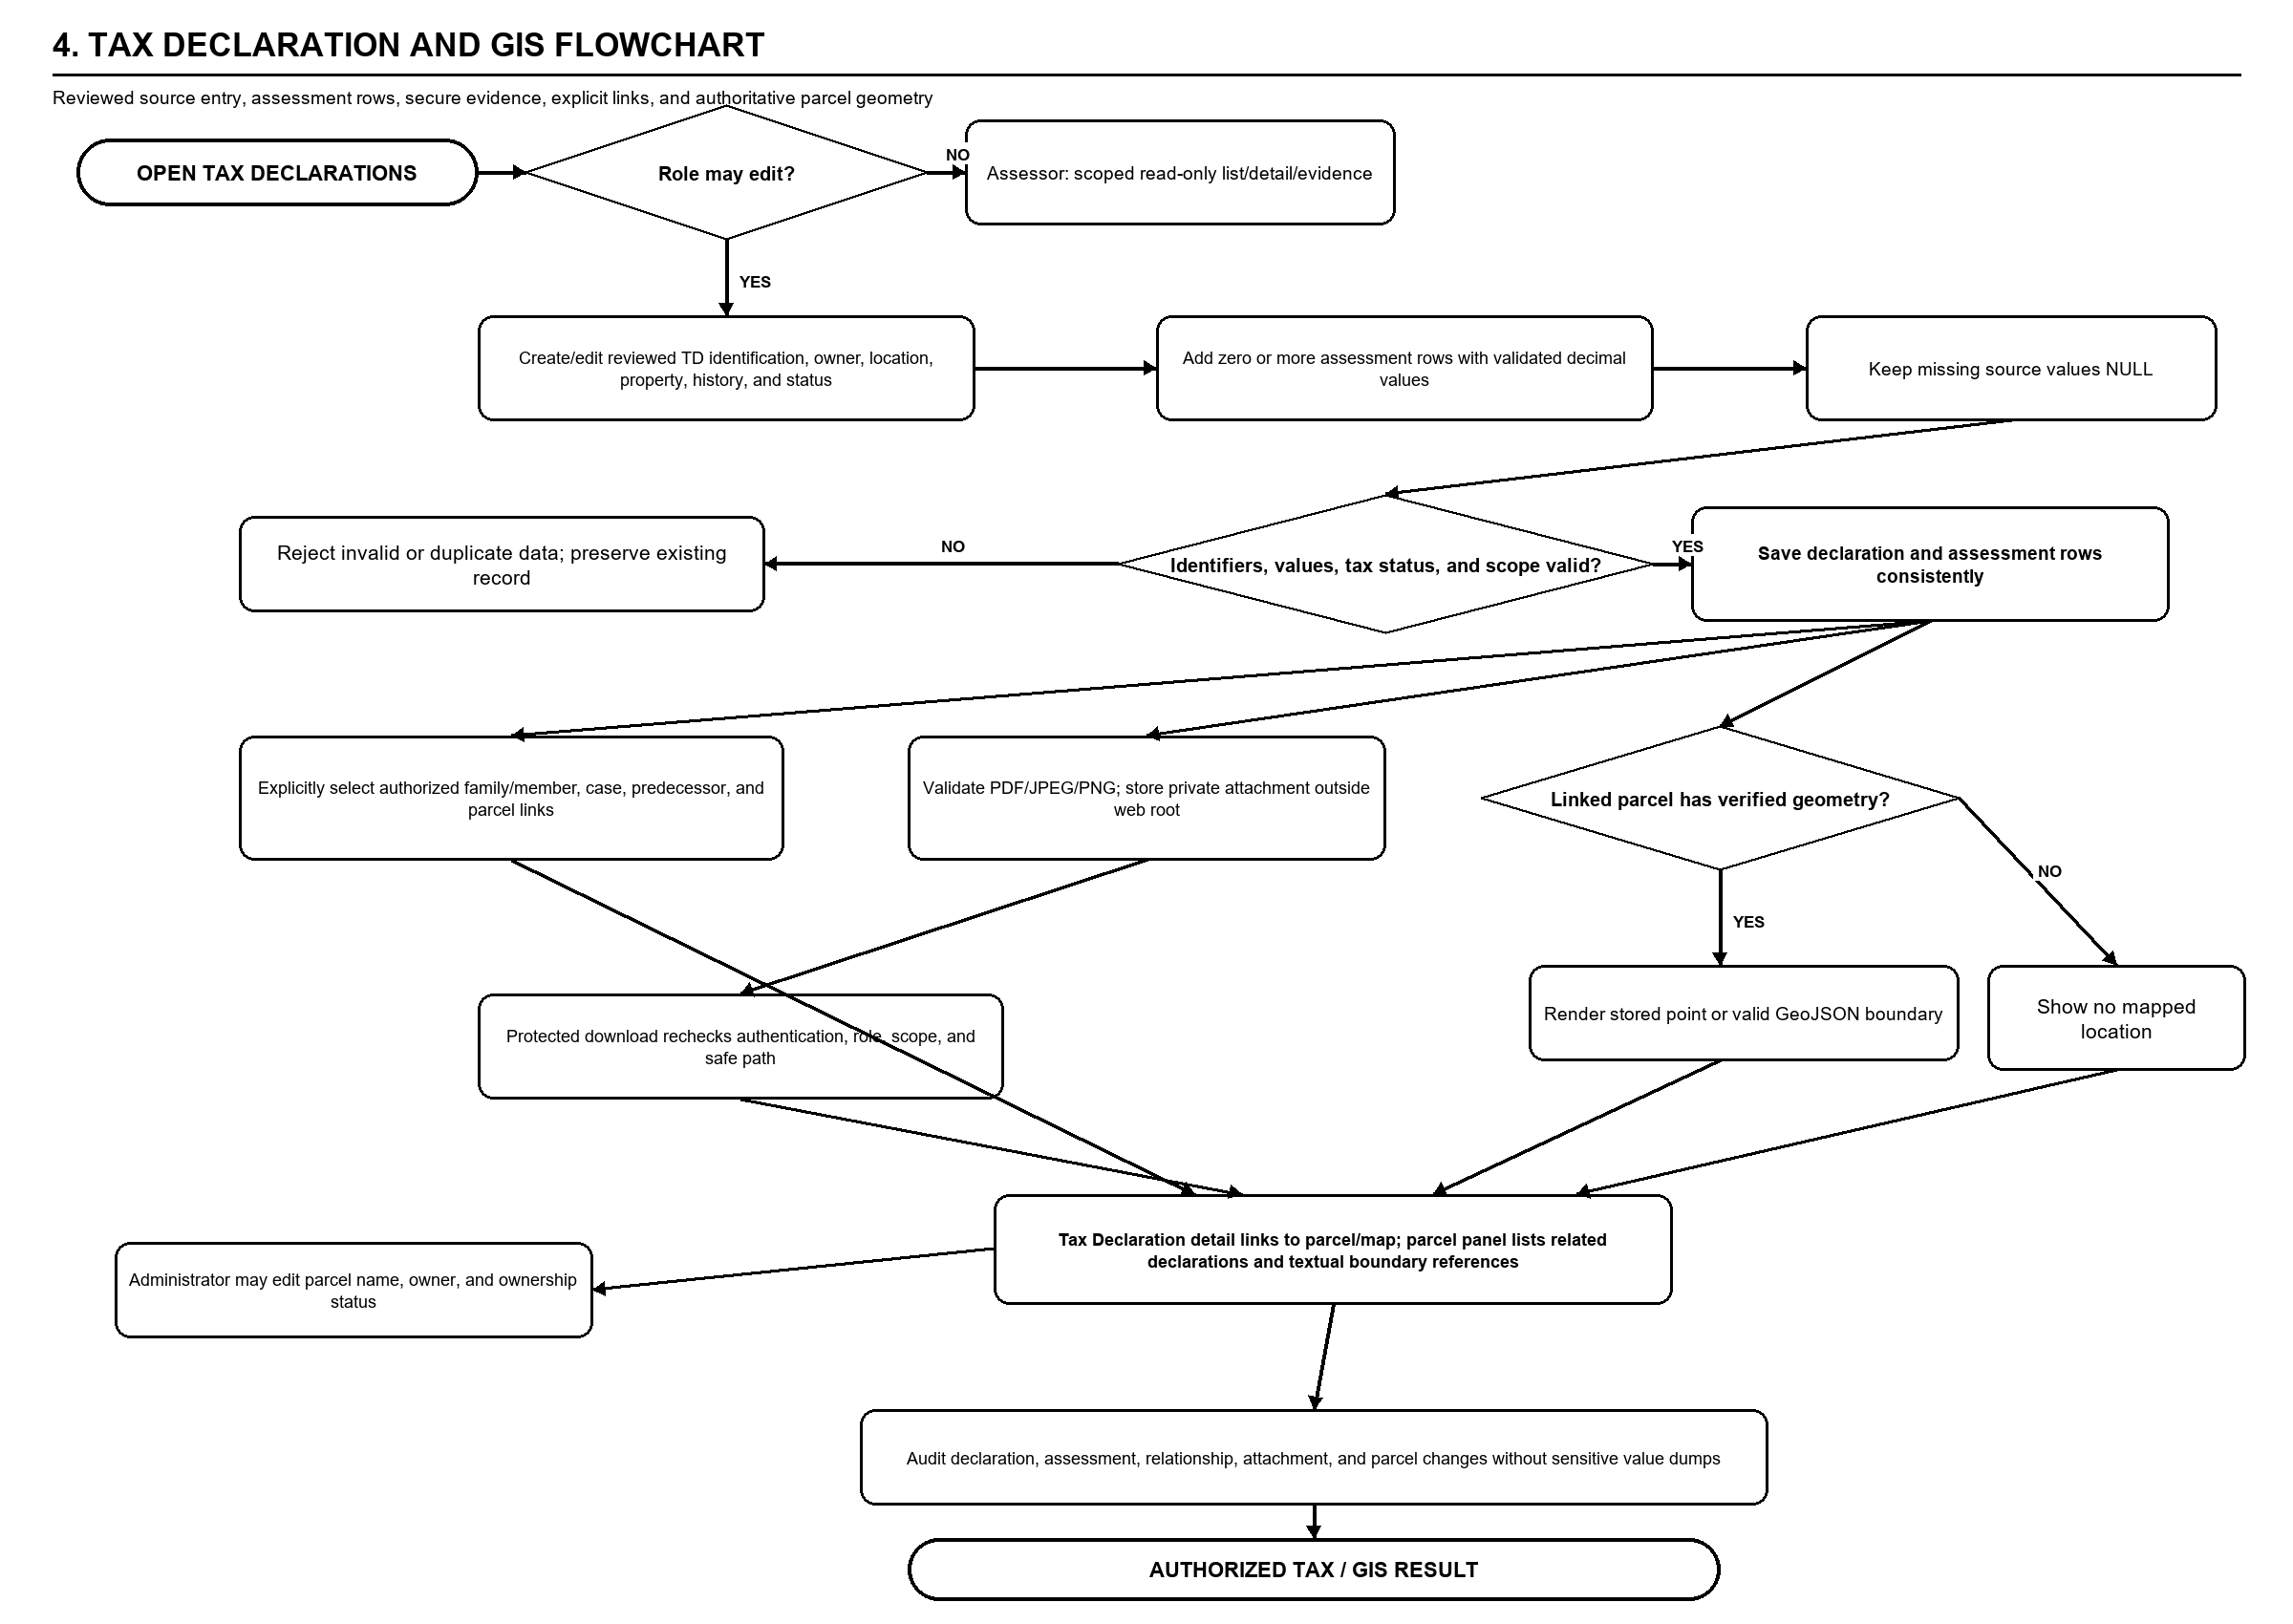 4. TAX DECLARATION AND GIS FLOWCHART
Reviewed source entry, assessment rows, secure evidence, explicit links, and authoritative parcel geometry
OPEN TAX DECLARATIONS
Role may edit?
NO
Assessor: scoped read-only list/detail/evidence
YES
Create/edit reviewed TD identification, owner, location,
property, history, and status
Add zero or more assessment rows with validated decimal
values
Keep missing source values NULL
Reject invalid or duplicate data; preserve existing
record
NO
Identifiers, values, tax status, and scope valid?
YES
Save declaration and assessment rows
consistently
Explicitly select authorized family/member, case, predecessor, and
parcel links
Validate PDF/JPEG/PNG; store private attachment outside
web root
Linked parcel has verified geometry?
NO
YES
Protected download rechecks authentication, role, scope, and
safe path
Render stored point or valid GeoJSON boundary
Show no mapped
location
Tax Declaration detail links to parcel/map; parcel panel lists related
declarations and textual boundary references
Administrator may edit parcel name, owner, and ownership
status
Audit declaration, assessment, relationship, attachment, and parcel changes without sensitive value dumps
AUTHORIZED TAX / GIS RESULT